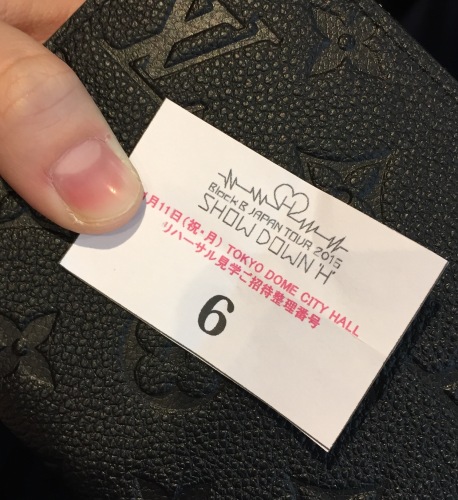 Block B JAPAN TOUR 2015
SHOW DOWN "H"
月11日(祝・月) TOKYO DOME CITY HALL
リハーサル見学ご招待整理番号
6